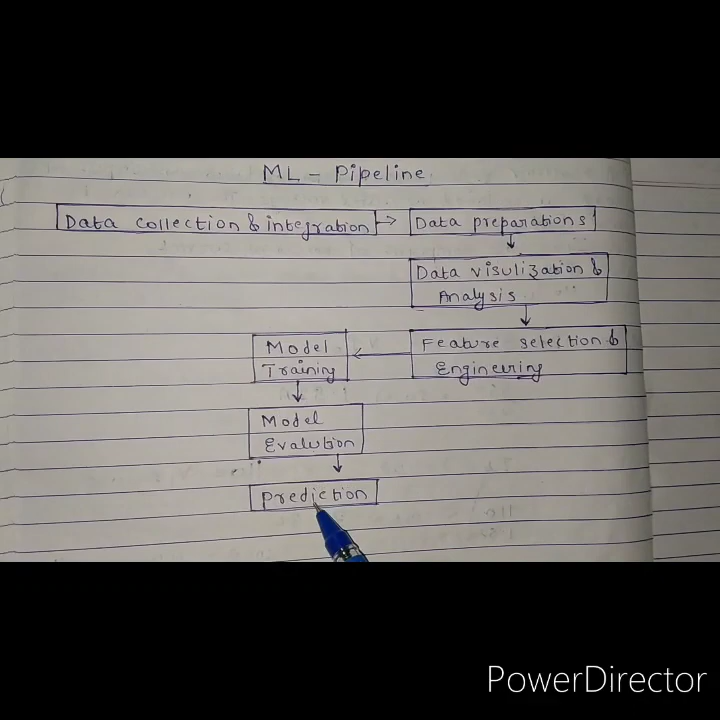 ML - Pipeline
Data collection & integration
Data preparations
Data visulization &
Analysis
Feature selection &
Engineering
Model
Training
Model
Evalution
Prediction
PowerDirector